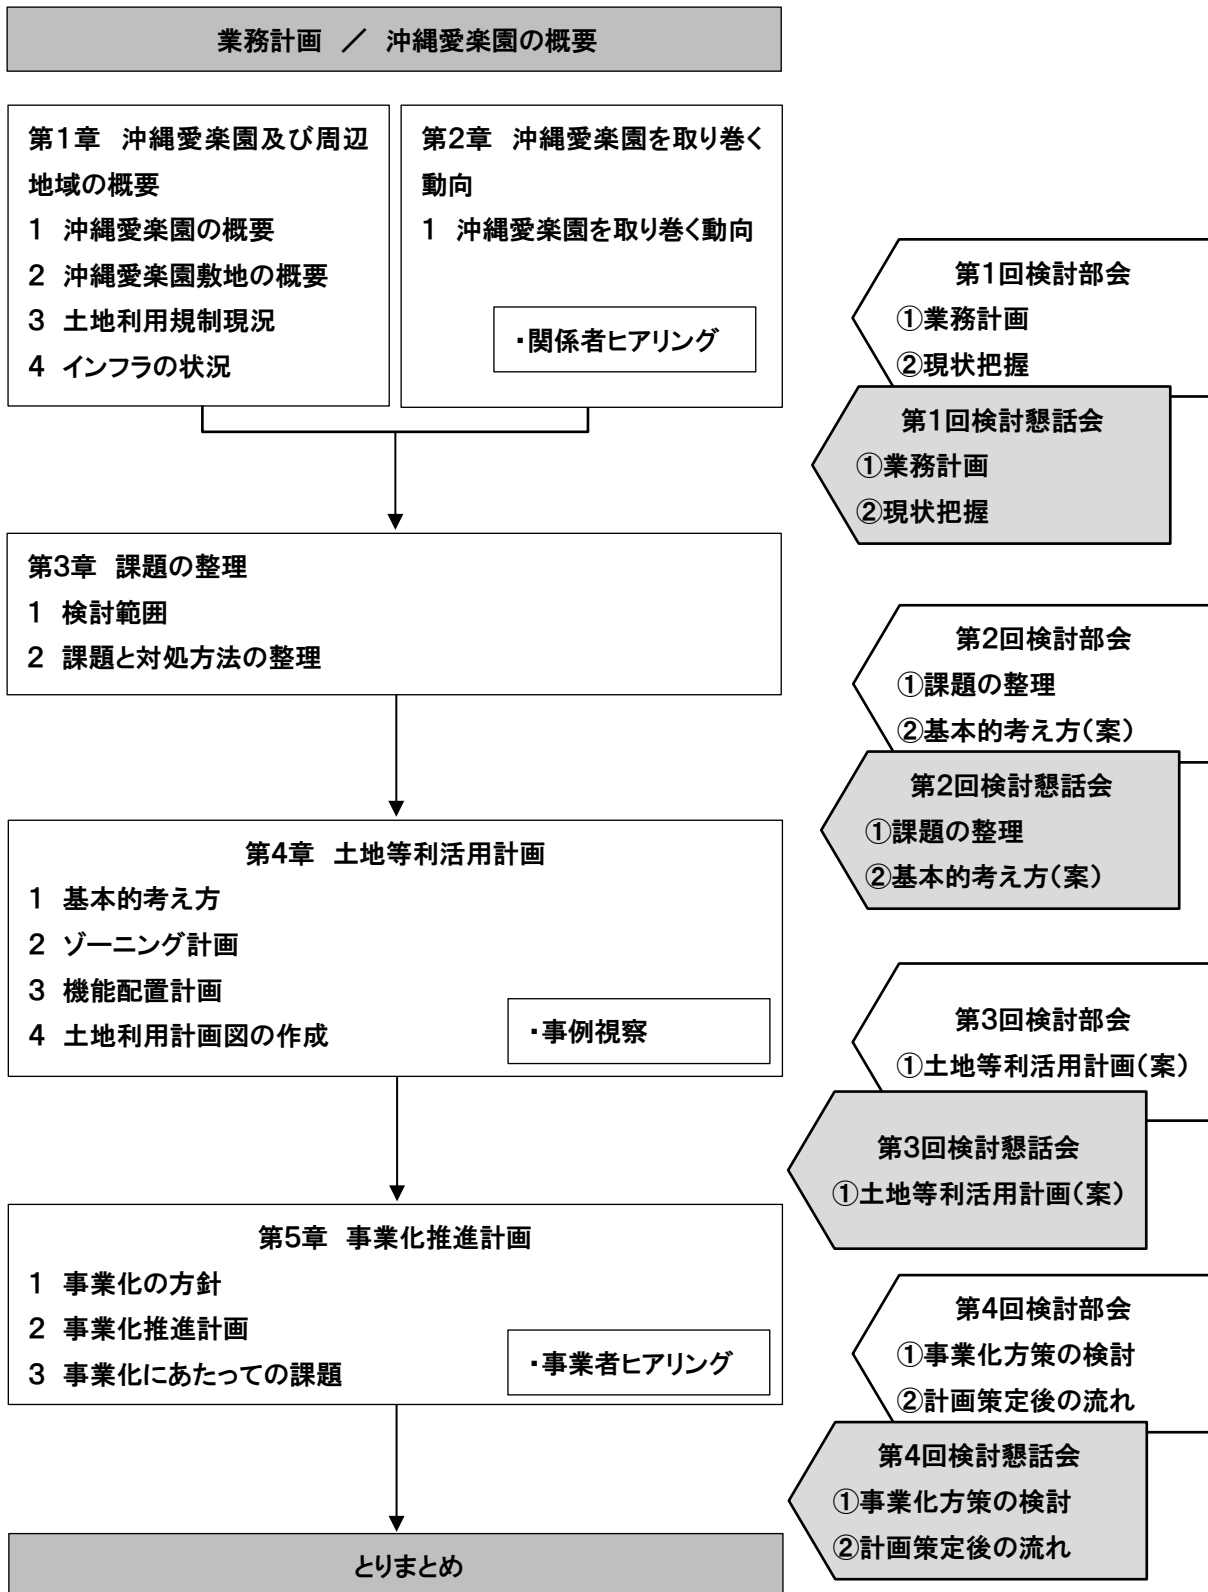 業務計画 ／ 沖縄愛楽園の概要
第1章 沖縄愛楽園及び周辺
地域の概要
1 沖縄愛楽園の概要
2 沖縄愛楽園敷地の概要
3 土地利用規制現況
4 インフラの状況
第2章 沖縄愛楽園を取り巻く
動向
1 沖縄愛楽園を取り巻く動向
・関係者ヒアリング
第1回検討部会
①業務計画
②現状把握
第1回検討懇話会
①業務計画
②現状把握
第3章 課題の整理
1 検討範囲
2 課題と対処方法の整理
第2回検討部会
①課題の整理
②基本的考え方（案）
第2回検討懇話会
①課題の整理
②基本的考え方（案）
第4章 土地等利活用計画
1 基本的考え方
2 ゾーニング計画
3 機能配置計画
4 土地利用計画図の作成
・事例視察
第3回検討部会
①土地等利活用計画（案）
第3回検討懇話会
①土地等利活用計画（案）
第5章 事業化推進計画
1 事業化の方針
2 事業化推進計画
3 事業化にあたっての課題
・事業者ヒアリング
第4回検討部会
①事業化方策の検討
②計画策定後の流れ
第4回検討懇話会
①事業化方策の検討
②計画策定後の流れ
とりまとめ